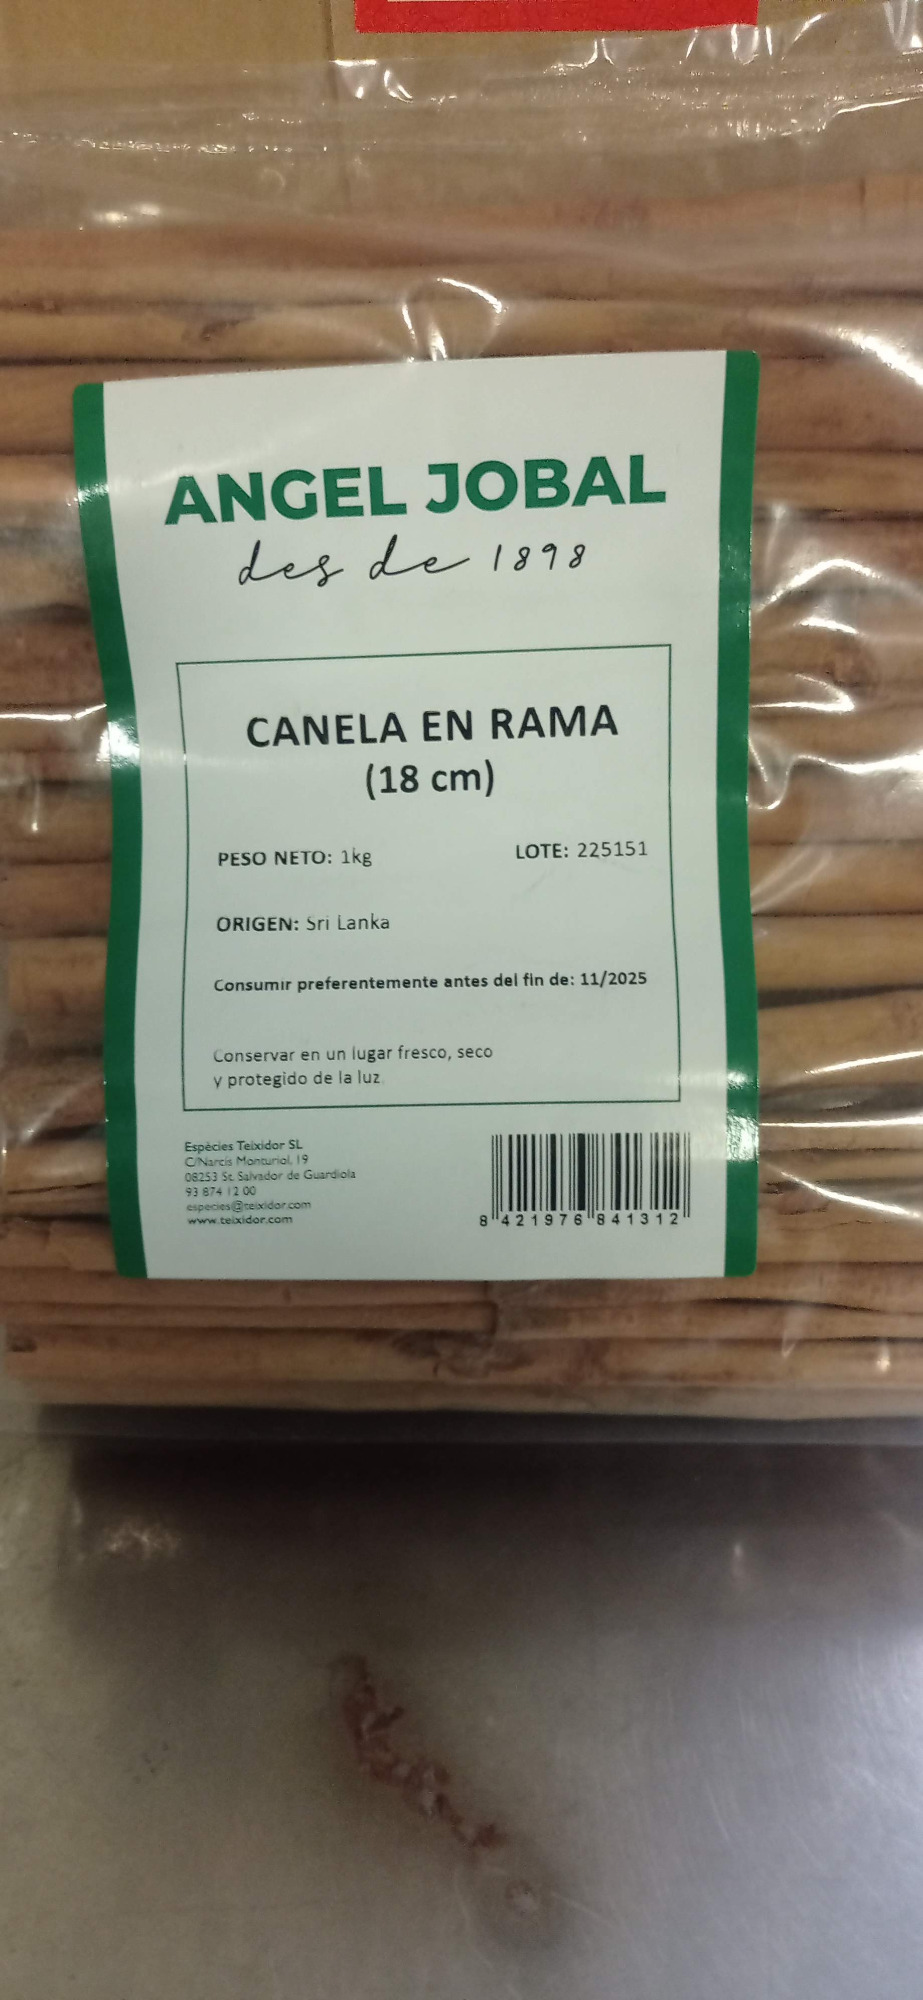 ANGEL JOBAL
des de 1898
CANELA EN RAMA
(18 cm)
PESO NETO: 1kg LOTE: 225151
ORIGEN: Sri Lanka
Consumir preferentemente antes del fin de: 11/2025
Conservar en un lugar fresco, seco
y protegido de la luz
Espècies Teixidor SL
C/Narcís Monturiol, 19
08253 St. Salvador de Guardiola
93 874 12 00
especies@teixidor.com
www.teixidor.com
8 421976 841312